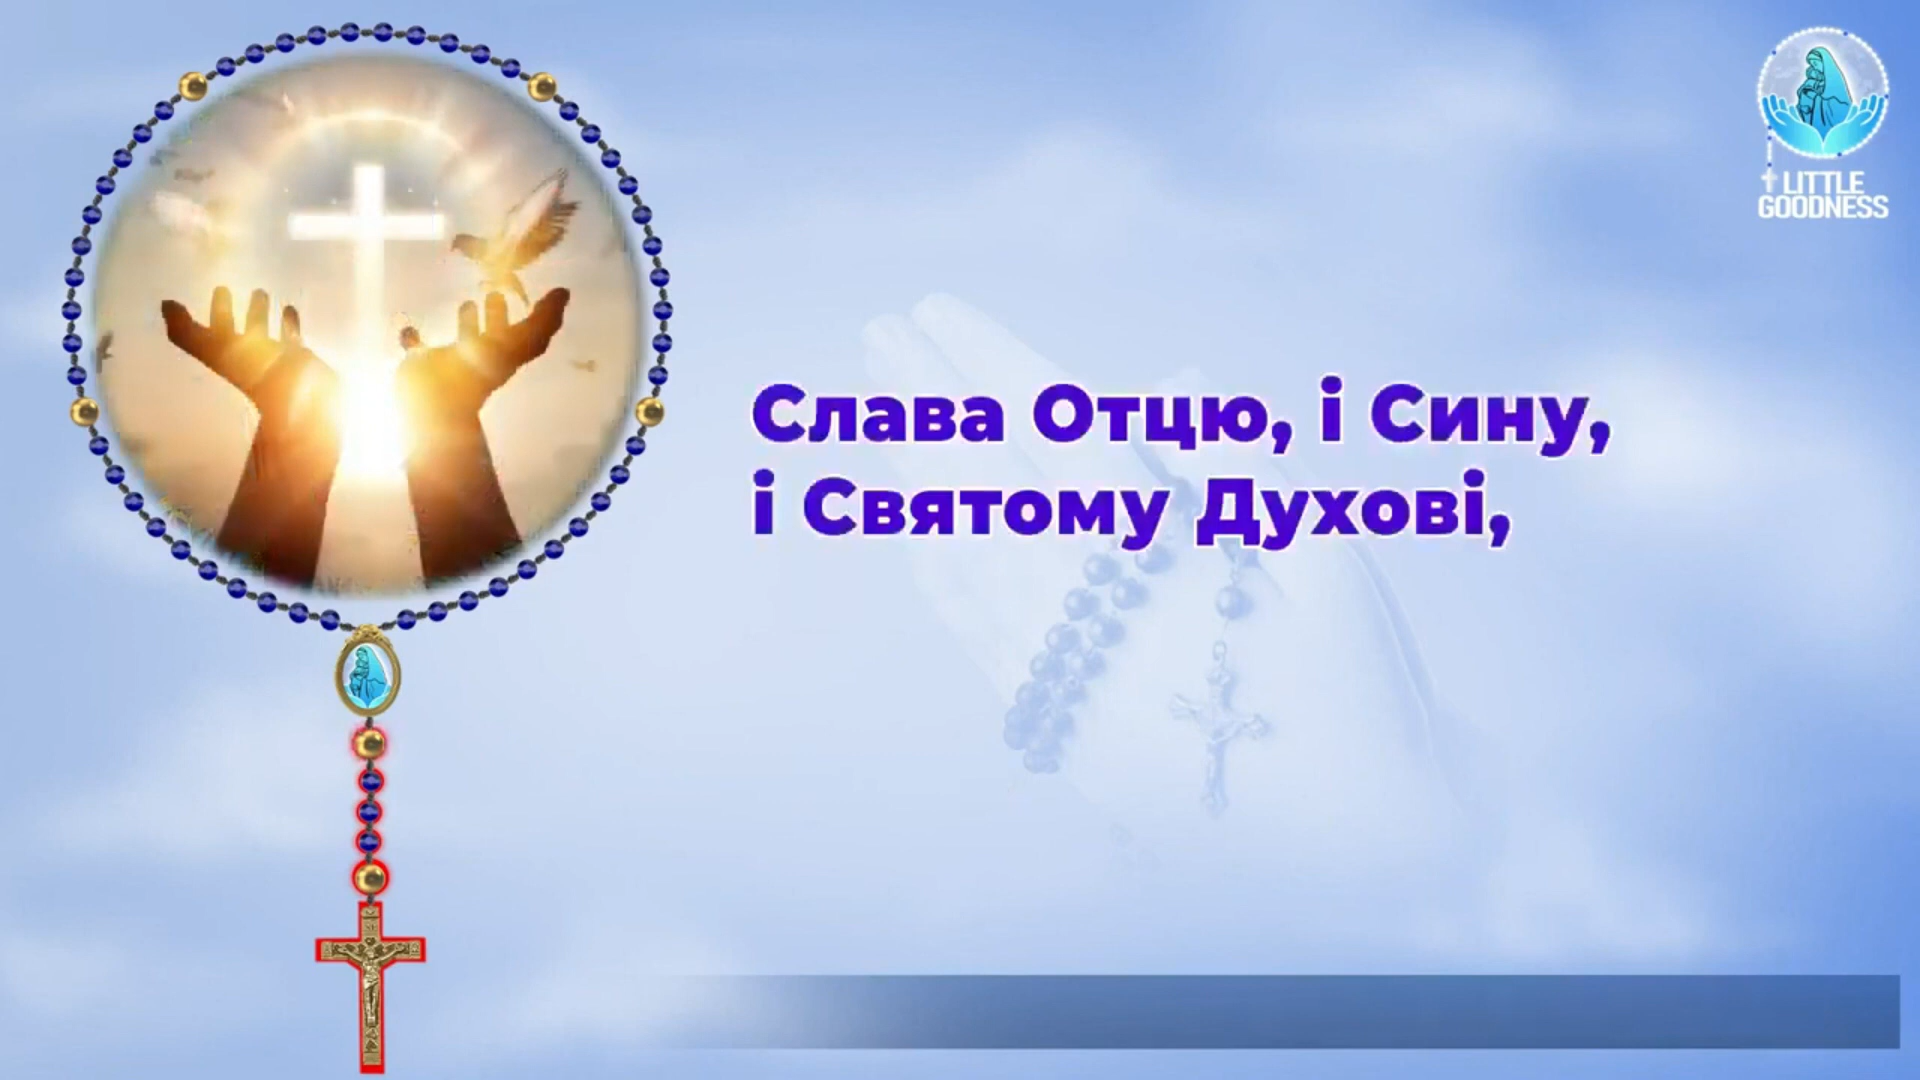 Слава Отцю, і Сину,
і Святому Духові,
LITTLE
GOODNESS